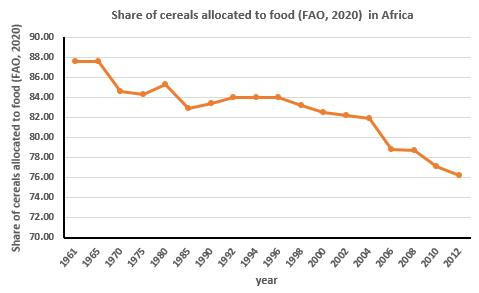 Share of cereals allocated to food (FAO, 2020)  in Africa
Share of cereals allocated to food (FAO, 2020)
90.00
88.00
86.00
84.00
82.00
80.00
78.00
76.00
74.00
72.00
70.00
1961 1965 1970 1975 1980 1985 1990 1992 1994 1996 1998 2000 2002 2004 2006 2008 2010 2012
year